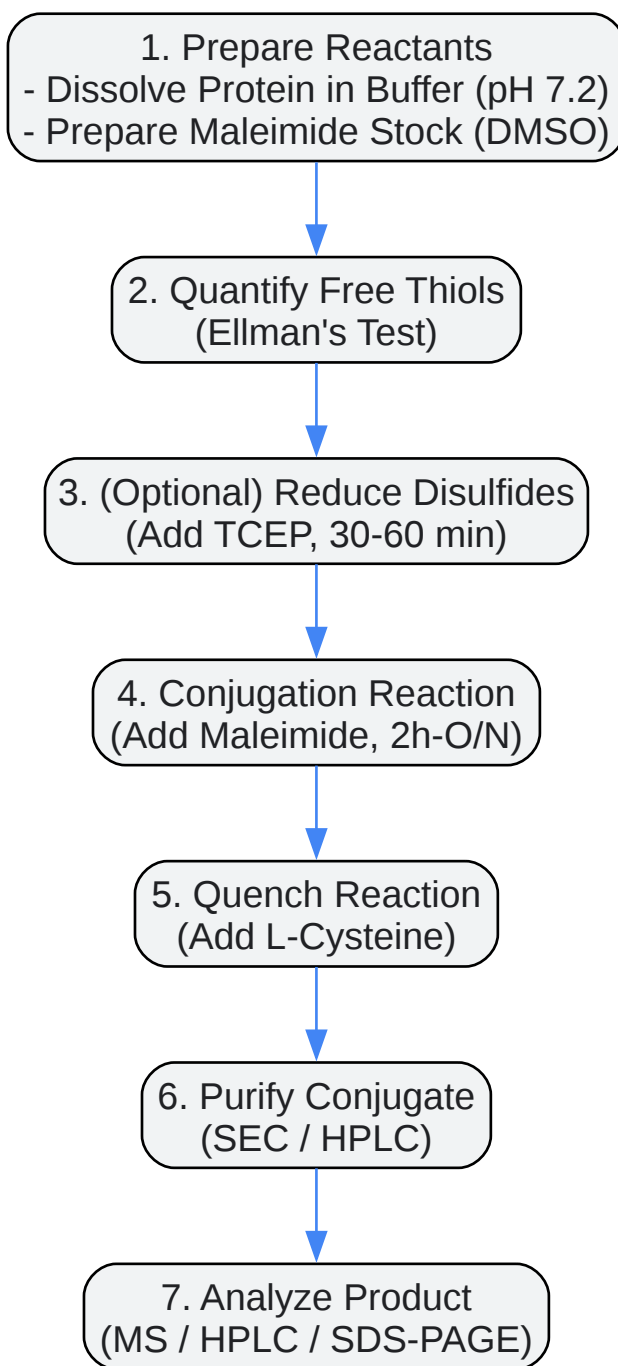 1. Prepare Reactants
- Dissolve Protein in Buffer (pH 7.2)
- Prepare Maleimide Stock (DMSO)
2. Quantify Free Thiols
(Ellman's Test)
3. (Optional) Reduce Disulfides
(Add TCEP, 30-60 min)
4. Conjugation Reaction
(Add Maleimide, 2h-O/N)
5. Quench Reaction
(Add L-Cysteine)
6. Purify Conjugate
(SEC / HPLC)
7. Analyze Product
(MS / HPLC / SDS-PAGE)